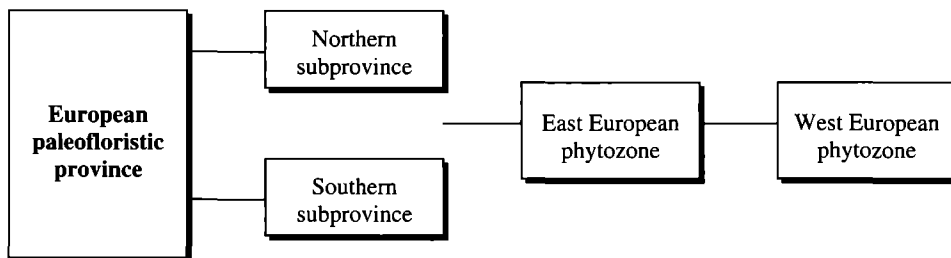 European
paleofloristic
province
Northern
subprovince
Southern
subprovince
East European
phytozone
West European
phytozone